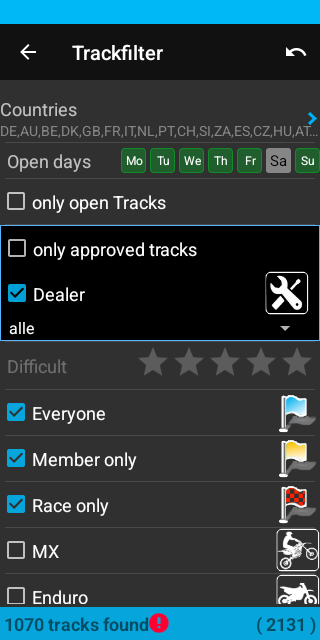 Trackfilter
Countries
DE,AU,BE,DK,GB,FR,IT,NL,PT,CH,SI,ZA,ES,CZ,HU,AT...
Open days Mo Tu We Th Fr Sa Su
only open Tracks
only approved tracks
Dealer
alle
Difficult
Everyone
Member only
Race only
MX
Enduro
1070 tracks found ( 2131 )